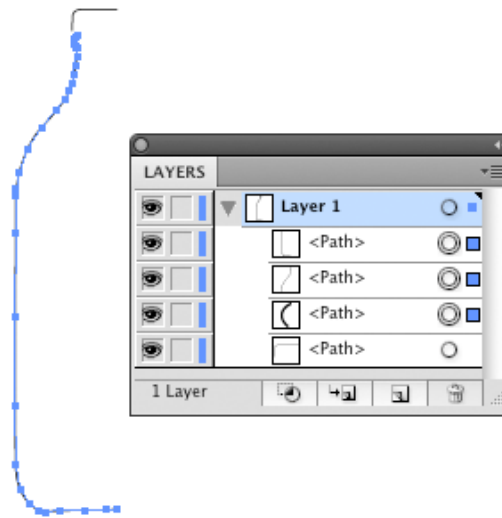 LAYERS
Layer 1
<Path>
<Path>
<Path>
<Path>
1 Layer